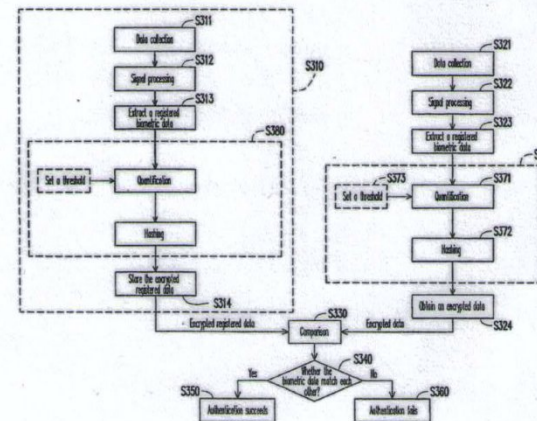 S311
Data collection
S312
Signal processing
S310
S313
Extract a registered
biometric data
S380
Set a threshold
Quantification
Hashing
Store the encrypted
registered data
S314
S321
Data collection
S322
Signal processing
S323
Extract a registered
biometric data
S373
Set a threshold
S371
Quantification
S372
Hashing
Obtain an encrypted data
S324
Encrypted registered data
Encrypted data
S330
Comparison
S340
Whether the
biometric data match each
other?
Yes
No
S350
Authentication succeeds
S360
Authentication fails